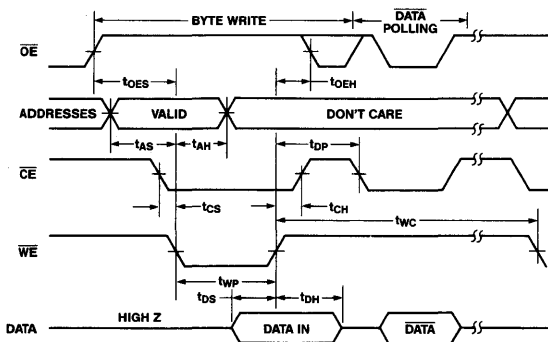 BYTE WRITE
DATA
POLLING
OE
tOES
tOEH
ADDRESSES
VALID
DON'T CARE
tAS
tAH
tDP
CE
tCS
tCH
tWC
WE
tWP
tDS
tDH
DATA
HIGH Z
DATA IN
DATA